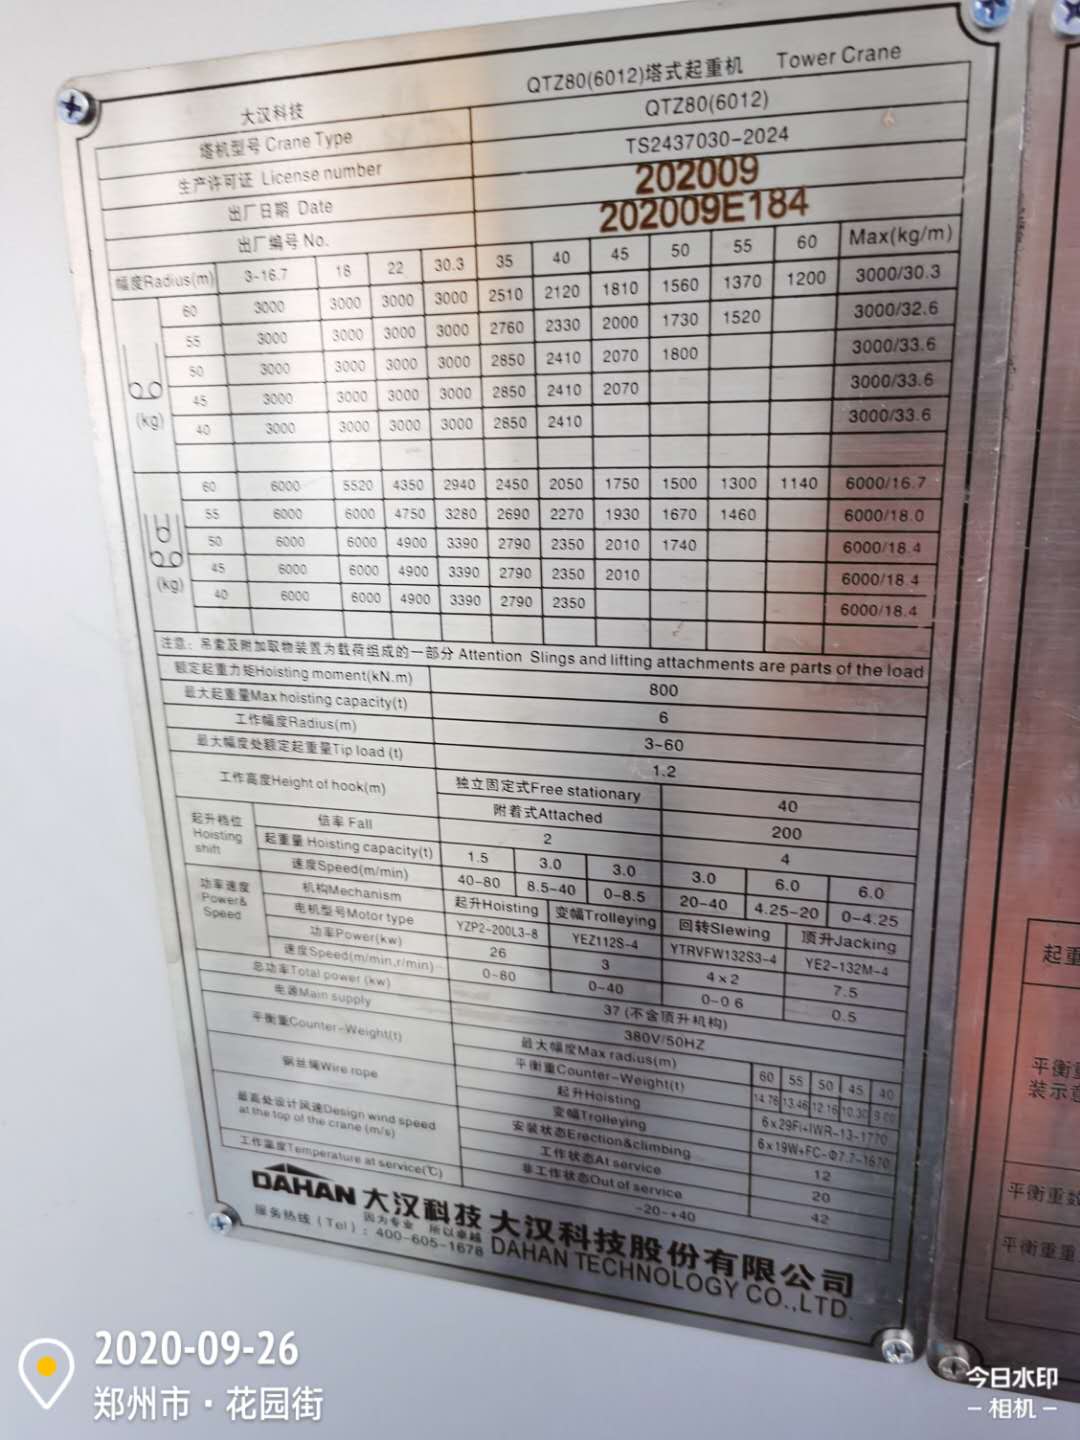 QTZ80(6012)塔式起重机 Tower Crane
大汉科技
塔机型号 Crane Type QTZ80(6012)
生产许可证 License number TS2437030-2024
出厂日期 Date 202009
出厂编号 No. 202009E184
幅度Radius(m) 3-16.7 18 22 30.3 35 40 45 50 55 60 Max(kg/m)
60 3000 3000 3000 3000 2510 2120 1810 1560 1370 1200 3000/30.3
55 3000 3000 3000 3000 2760 2330 2000 1730 1520 3000/32.6
50 3000 3000 3000 3000 2850 2410 2070 1800 3000/33.6
45 3000 3000 3000 3000 2850 2410 2070 3000/33.6
40 3000 3000 3000 3000 2850 2410 3000/33.6
(kg)
60 6000 5520 4350 2940 2450 2050 1750 1500 1300 1140 6000/16.7
55 6000 6000 4750 3280 2690 2270 1930 1670 1460 6000/18.0
50 6000 6000 4900 3390 2790 2350 2010 1740 6000/18.4
45 6000 6000 4900 3390 2790 2350 2010 6000/18.4
40 6000 6000 4900 3390 2790 2350 6000/18.4
(kg)
注意：吊索及附加取物装置为载荷组成的一部分 Attention Slings and lifting attachments are parts of the load
额定起重力矩Hoisting moment(kN.m) 800
最大起重量Max hoisting capacity(t) 6
工作幅度Radius(m) 3-60
最大幅度处额定起重量Tip load (t) 1.2
工作高度Height of hook(m) 独立固定式Free stationary 40
附着式Attached 200
起升档位 Hoisting shift
倍率 Fall 2 4
起重量 Hoisting capacity(t) 1.5 3.0 3.0 3.0 6.0 6.0
速度Speed(m/min) 40-80 8.5-40 0-8.5 20-40 4.25-20 0-4.25
功率速度 Power& Speed
机构Mechanism 起升Hoisting 变幅Trolleying 回转Slewing 顶升Jacking
电机型号Motor type YZP2-200L3-8 YEZ112S-4 YTRVFW132S3-4 YE2-132M-4
功率Power(kw) 26 3 4×2 7.5
速度Speed(m/min,r/min) 0-80 0-40 0-0.6 0.5
总功率Total power (kw) 37 (不含顶升机构)
电源Main supply 380V/50HZ
平衡重Counter-Weight(t) 最大幅度Max radius(m) 60 55 50 45 40
平衡重Counter-Weight(t) 14.76 13.46 12.16 10.30
钢丝绳Wire rope 起升Hoisting 6×29Fi+IWR-13-1770
变幅Trolleying 6×19W+FC-Φ7.7-1670
最高处设计风速Design wind speed at the top of the crane (m/s) 安装状态Erection&climbing 12
工作状态At service 20
非工作状态Out of service 42
工作温度Temperature at service(℃) -20-+40
DAHAN 大汉科技 大汉科技股份有限公司
因为专业 所以卓越
DAHAN TECHNOLOGY CO.,LTD.
服务热线 (Tel)：400-605-1678
起重
平衡重
装示意
平衡重数
平衡重重
2020-09-26
郑州市·花园街
今日水印
-相机-